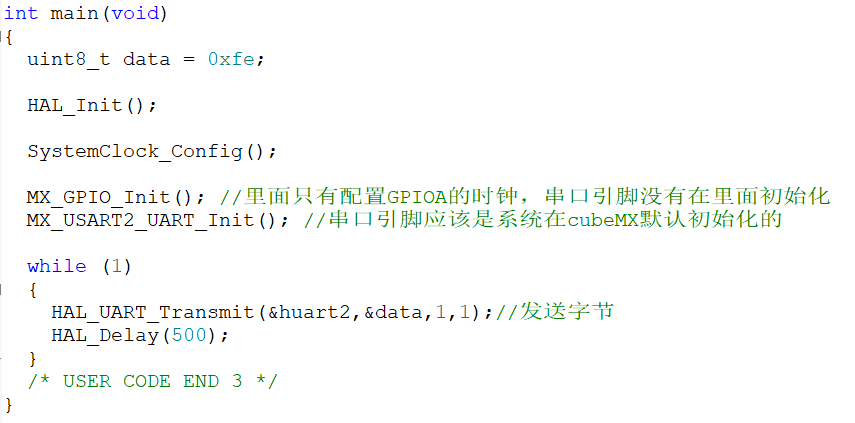 int main(void)
{
  uint8_t data = 0xfe;
  HAL_Init();
  SystemClock_Config();
  MX_GPIO_Init(); //里面只有配置GPIOA的时钟，串口引脚没有在里面初始化
  MX_USART2_UART_Init(); //串口引脚应该是系统在cubeMX默认初始化的
  while (1)
  {
    HAL_UART_Transmit(&huart2,&data,1,1);//发送字节
    HAL_Delay(500);
  }
  /* USER CODE END 3 */
}